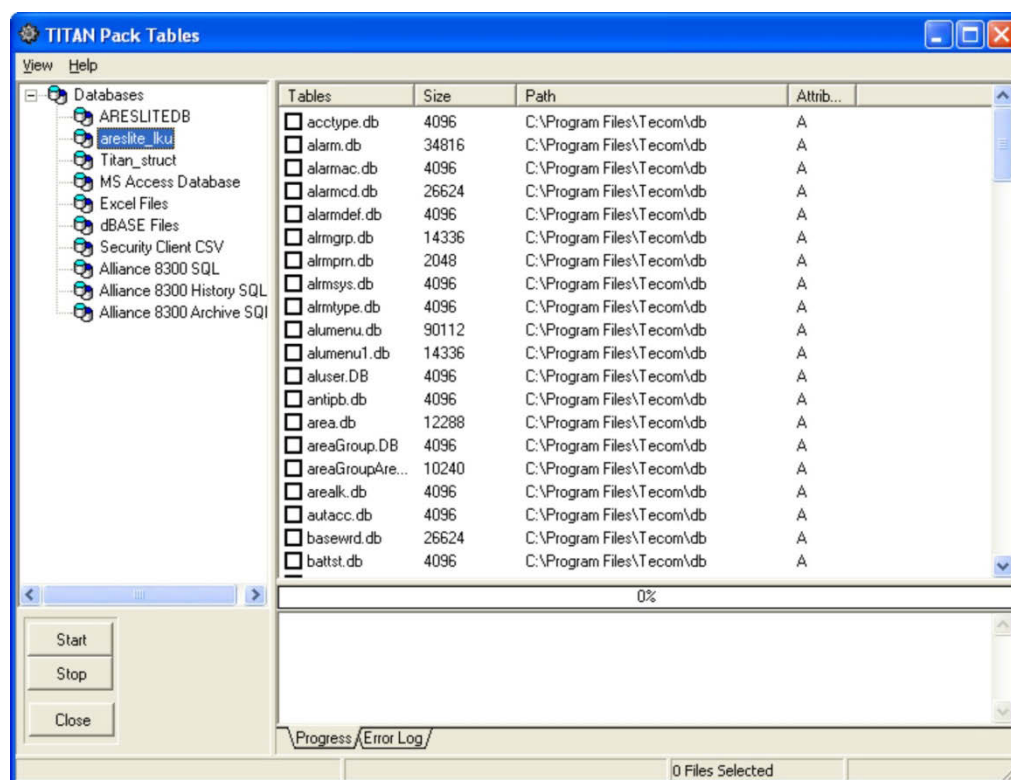 TITAN Pack Tables
View Help
Databases
ARESLITEDB
areslite_lku
Titan_struct
MS Access Database
Excel Files
dBASE Files
Security Client CSV
Alliance 8300 SQL
Alliance 8300 History SQL
Alliance 8300 Archive SQl
Tables Size Path Attrib...
acctype.db 4096 C:\Program Files\Tecom\db A
alarm.db 34816 C:\Program Files\Tecom\db A
alarmac.db 4096 C:\Program Files\Tecom\db A
alarmcd.db 26624 C:\Program Files\Tecom\db A
alarmdef.db 4096 C:\Program Files\Tecom\db A
alrmgrp.db 14336 C:\Program Files\Tecom\db A
alrmprn.db 2048 C:\Program Files\Tecom\db A
alrmsys.db 4096 C:\Program Files\Tecom\db A
alrmtype.db 4096 C:\Program Files\Tecom\db A
alumenu.db 90112 C:\Program Files\Tecom\db A
alumenu1.db 14336 C:\Program Files\Tecom\db A
aluser.DB 4096 C:\Program Files\Tecom\db A
antipb.db 4096 C:\Program Files\Tecom\db A
area.db 12288 C:\Program Files\Tecom\db A
areaGroup.DB 4096 C:\Program Files\Tecom\db A
areaGroupAre... 10240 C:\Program Files\Tecom\db A
arealk.db 4096 C:\Program Files\Tecom\db A
autacc.db 4096 C:\Program Files\Tecom\db A
basewrd.db 26624 C:\Program Files\Tecom\db A
battst.db 4096 C:\Program Files\Tecom\db A
0%
Start
Stop
Close
Progress Error Log
0 Files Selected